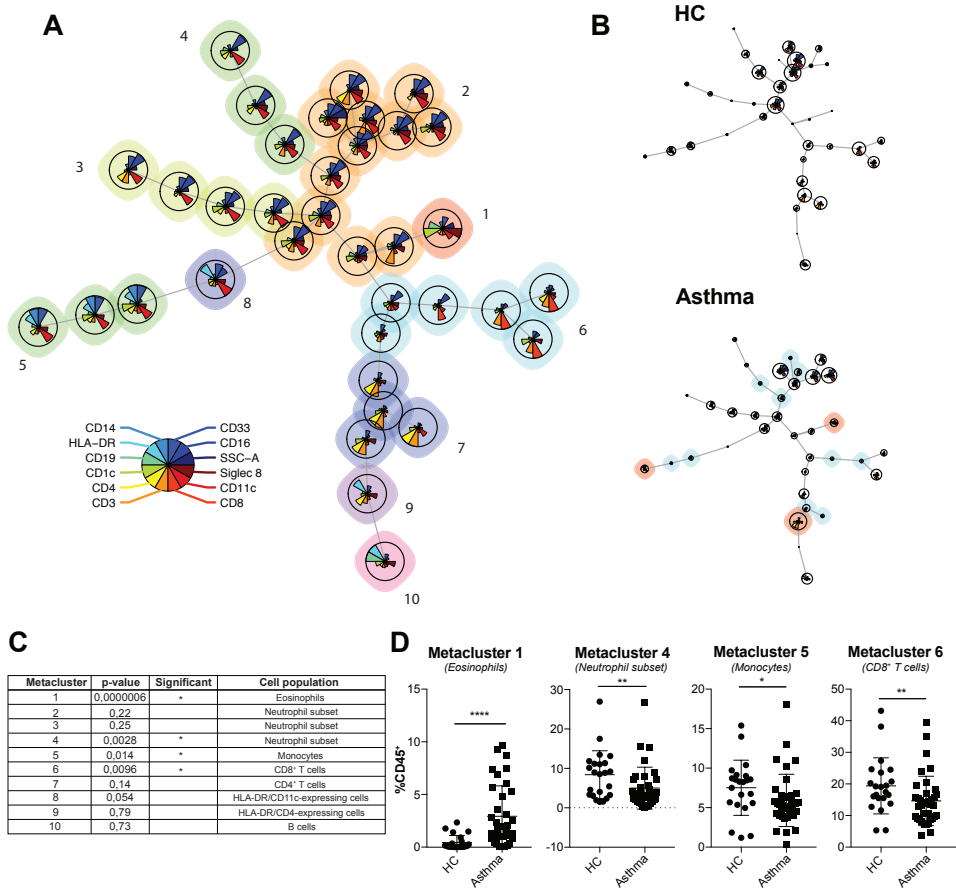 A
4
2
3
1
8
5
6
7
9
10
CD14
HLA-DR
CD19
CD1c
CD4
CD3
CD33
CD16
SSC-A
Siglec 8
CD11c
CD8
B
HC
Asthma
C
Metacluster p-value Significant Cell population
1 0,0000006 * Eosinophils
2 0,22 Neutrophil subset
3 0,25 Neutrophil subset
4 0,0028 * Neutrophil subset
5 0,014 * Monocytes
6 0,0096 * CD8⁺ T cells
7 0,14 CD4⁺ T cells
8 0,054 HLA-DR/CD11c-expressing cells
9 0,79 HLA-DR/CD4-expressing cells
10 0,73 B cells
D
Metacluster 1
(Eosinophils)
%CD45⁺
15
10
5
0
****
HC
Asthma
Metacluster 4
(Neutrophil subset)
30
20
10
0
-10
**
HC
Asthma
Metacluster 5
(Monocytes)
20
15
10
5
0
*
HC
Asthma
Metacluster 6
(CD8⁺ T cells)
50
40
30
20
10
0
**
HC
Asthma